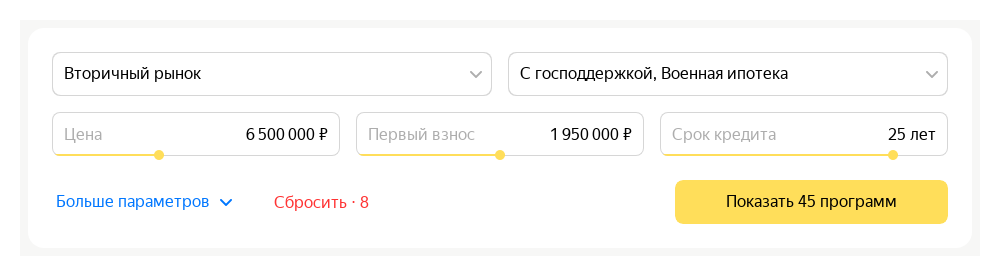 Вторичный рынок
С господдержкой, Военная ипотека
Цена 6 500 000 ₽
Первый взнос 1 950 000 ₽
Срок кредита 25 лет
Больше параметров
Сбросить · 8
Показать 45 программ